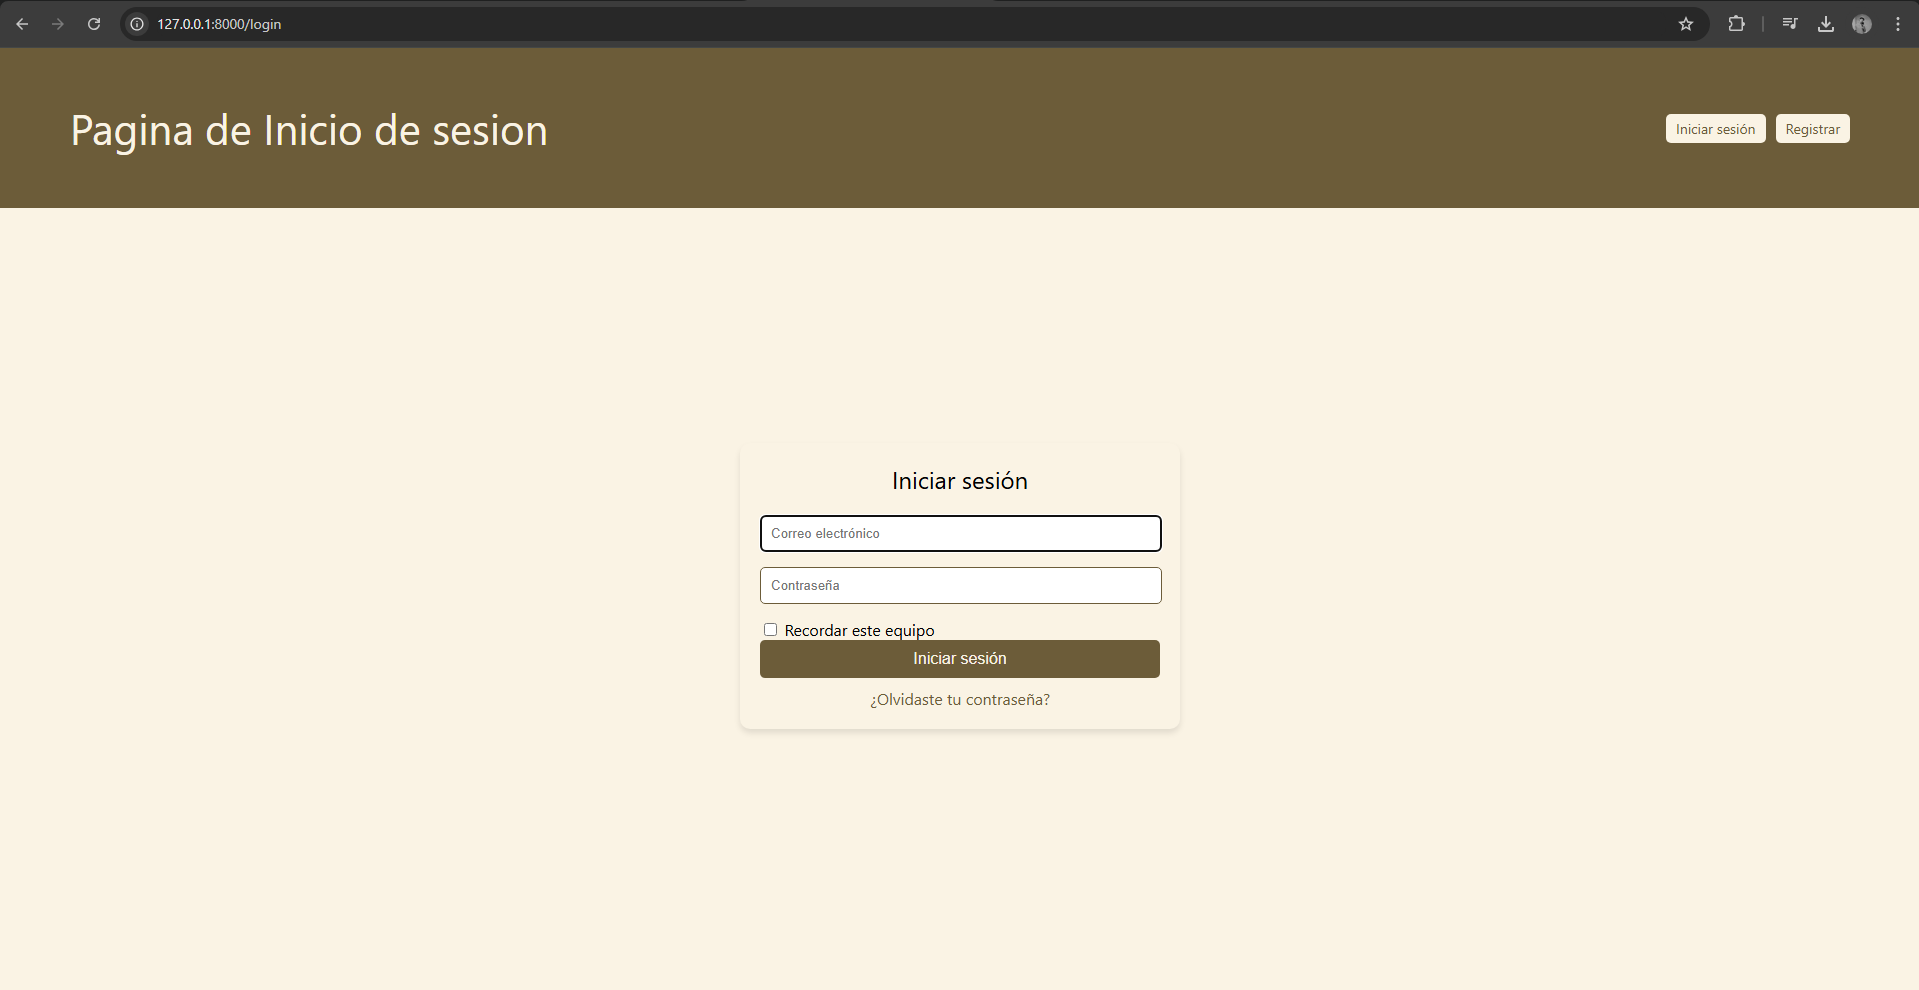 127.0.0.1:8000/login
Pagina de Inicio de sesion
Iniciar sesión
Registrar
Iniciar sesión
Correo electrónico
Contraseña
Recordar este equipo
Iniciar sesión
¿Olvidaste tu contraseña?